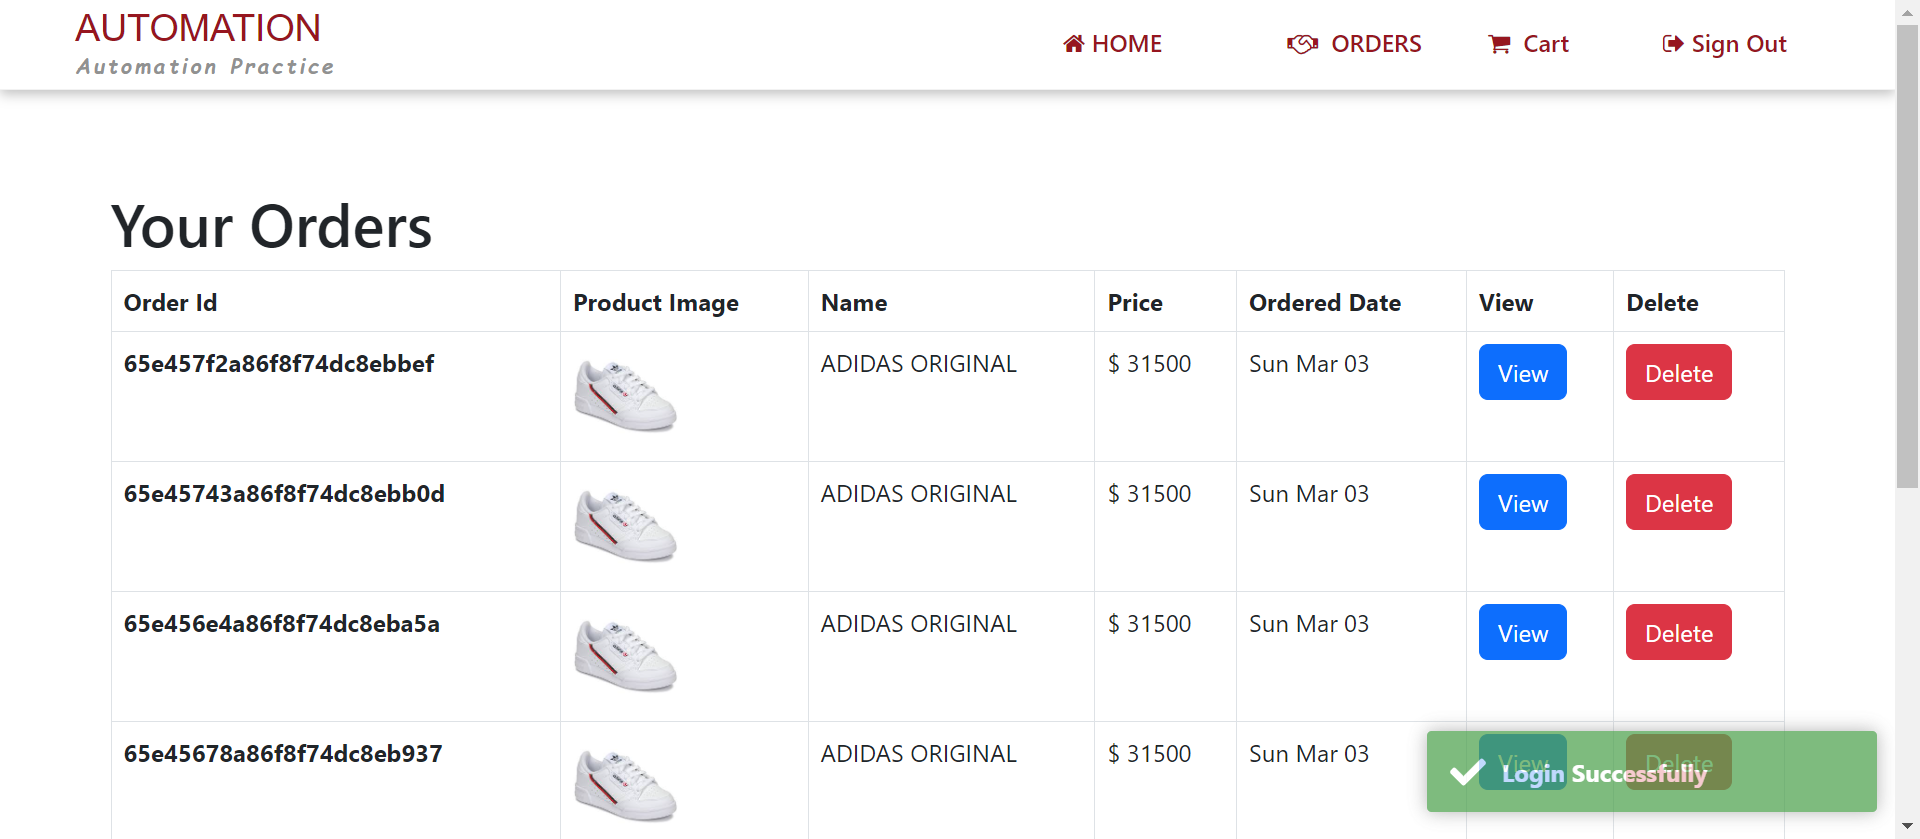 AUTOMATION
Automation Practice
HOME
ORDERS
Cart
Sign Out
Your Orders
Order Id Product Image Name Price Ordered Date View Delete
65e457f2a86f8f74dc8ebbef ADIDAS ORIGINAL $ 31500 Sun Mar 03 View Delete
65e45743a86f8f74dc8ebb0d ADIDAS ORIGINAL $ 31500 Sun Mar 03 View Delete
65e456e4a86f8f74dc8eba5a ADIDAS ORIGINAL $ 31500 Sun Mar 03 View Delete
65e45678a86f8f74dc8eb937 ADIDAS ORIGINAL $ 31500 Sun Mar 03 View Delete
Login Successfully